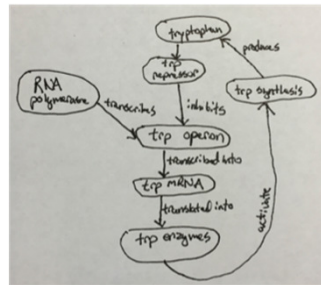 tryptophan
produces
trp
repressor
RNA
polymerase
transcribes
inhibits
trp synthesis
trp operon
transcribed into
trp mRNA
translated into
activate
trp enzymes